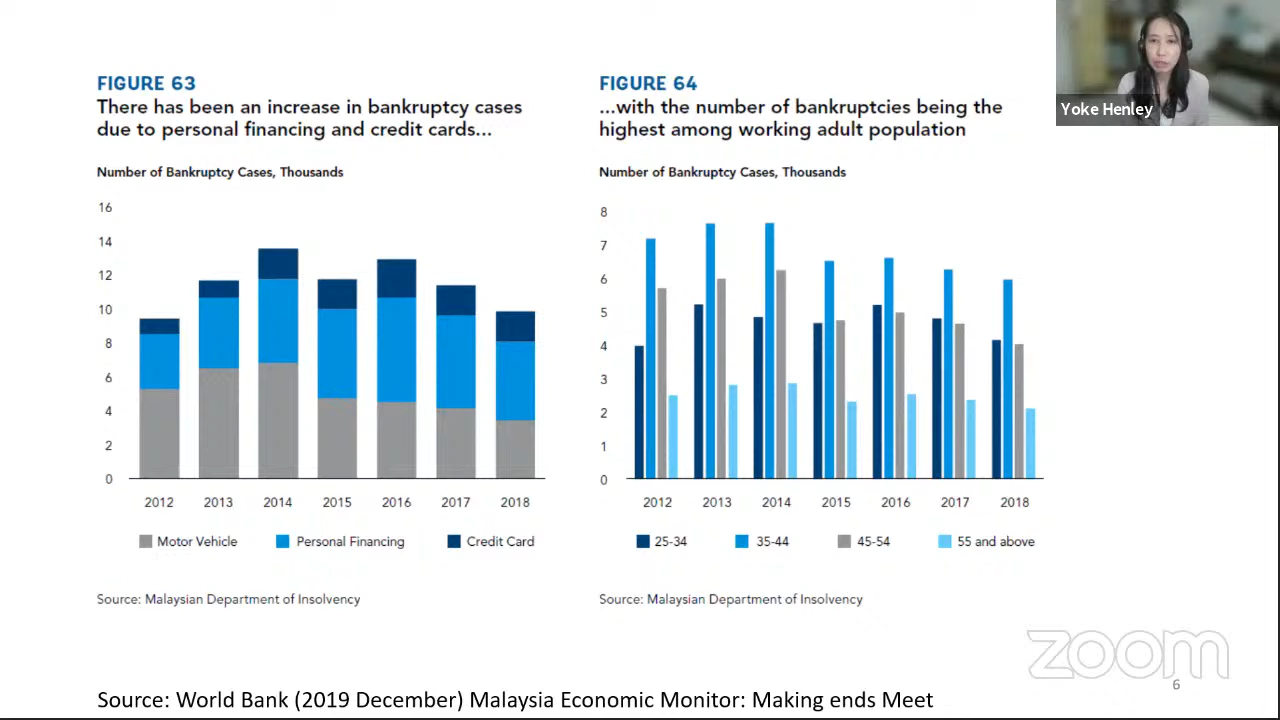 FIGURE 63
There has been an increase in bankruptcy cases
due to personal financing and credit cards...
Number of Bankruptcy Cases, Thousands
16
14
12
10
8
6
4
2
0
2012 2013 2014 2015 2016 2017 2018
Motor Vehicle Personal Financing Credit Card
Source: Malaysian Department of Insolvency
FIGURE 64
...with the number of bankruptcies being the
highest among working adult population
Number of Bankruptcy Cases, Thousands
8
7
6
5
4
3
2
1
0
2012 2013 2014 2015 2016 2017 2018
25-34 35-44 45-54 55 and above
Source: Malaysian Department of Insolvency
Yoke Henley
zoom
6
Source: World Bank (2019 December) Malaysia Economic Monitor: Making ends Meet